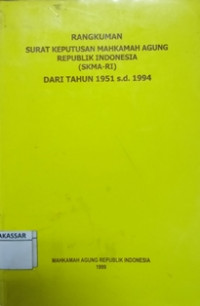 RANGKUMAN
SURAT KEPUTUSAN MAHKAMAH AGUNG
REPUBLIK INDONESIA
(SKMA-RI)
DARI TAHUN 1951 s.d. 1994
AKASSAR
MAHKAMAH AGUNG REPUBLIK INDONESIA